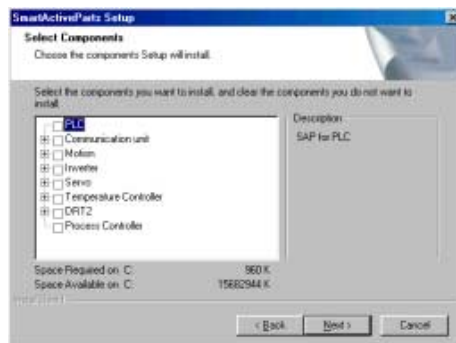 SmartActiveParts Setup
Select Components
Choose the components Setup will install.
Select the components you want to install, and clear the components you do not want to
install.
PLC
Communication unit
Motion
Inverter
Servo
Temperature Controller
DRT2
Process Controller
Description
SAP for PLC
Space Required on C: 960 K
Space Available on C: 15682944 K
< Back
Next >
Cancel